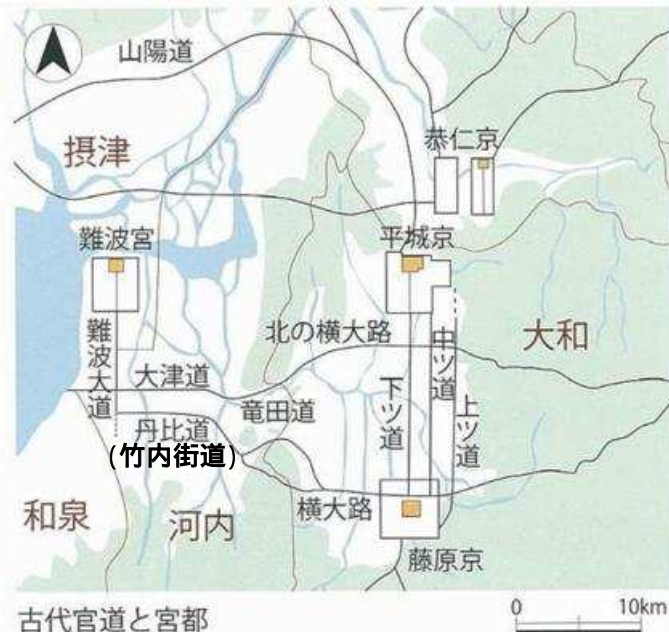 山陽道
摂津
恭仁京
難波宮
平城京
難波大道
北の横大路
中ツ道
大和
大津道
下ツ道
上ツ道
竜田道
丹比道
(竹内街道)
横大路
和泉
河内
藤原京
古代官道と宮都
0 10km